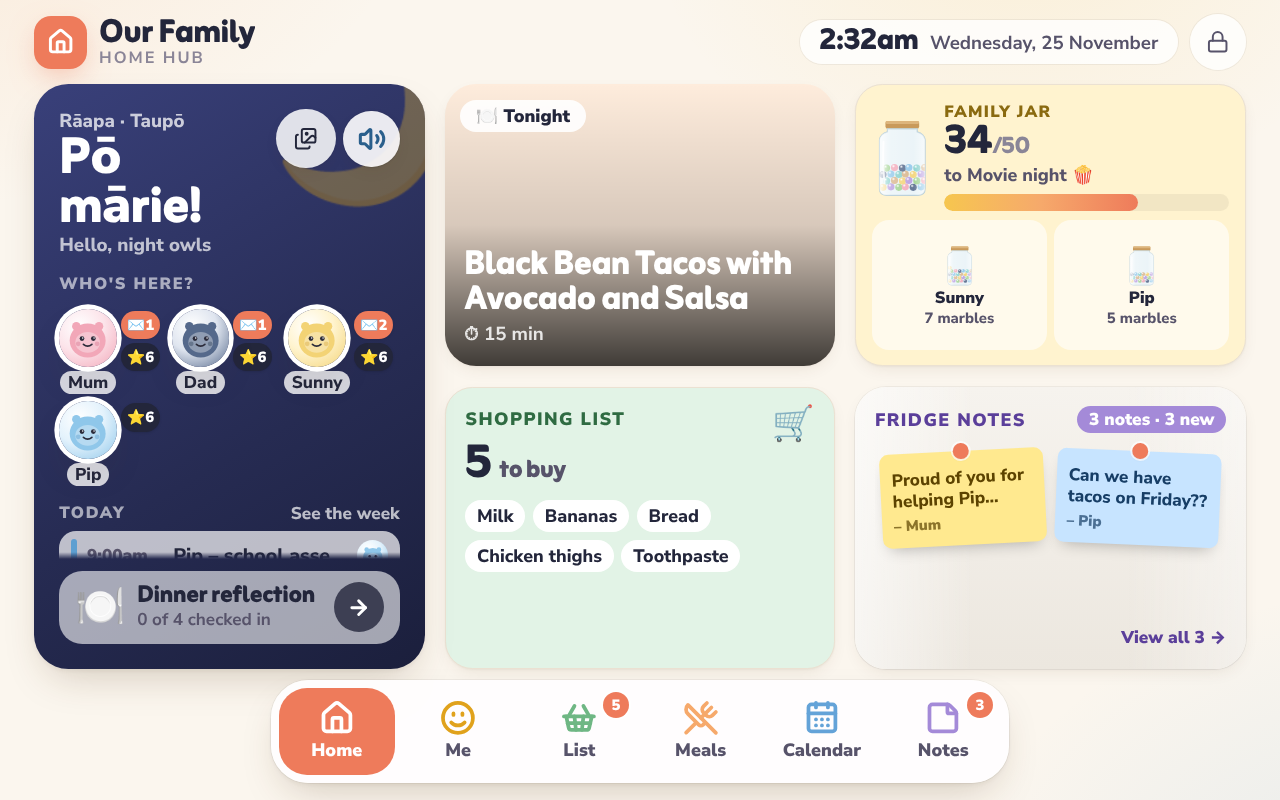 Our Family
HOME HUB
2:32am Wednesday, 25 November
Rāapa · Taupō
Pō
mārie!
Hello, night owls
WHO'S HERE?
✉️1
⭐6
Mum
✉️1
⭐6
Dad
✉️2
⭐6
Sunny
⭐6
Pip
TODAY
See the week
9:00am Pip – school asse
Dinner reflection
0 of 4 checked in
🍽️ Tonight
Black Bean Tacos with
Avocado and Salsa
⏱ 15 min
FAMILY JAR
34/50
to Movie night 🍿
Sunny
7 marbles
Pip
5 marbles
SHOPPING LIST
5 to buy
Milk
Bananas
Bread
Chicken thighs
Toothpaste
FRIDGE NOTES
3 notes · 3 new
Proud of you for
helping Pip...
– Mum
Can we have
tacos on Friday??
– Pip
View all 3 →
Home
Me
List
5
Meals
Calendar
Notes
3